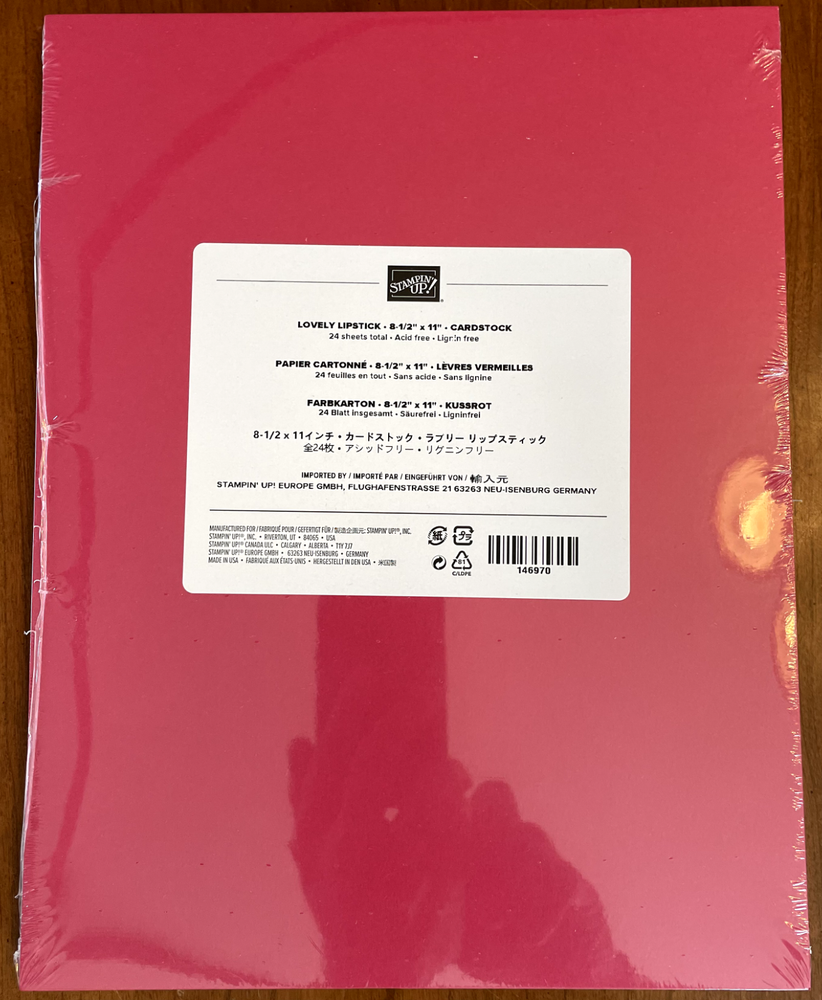 STAMPIN' UP!®
LOVELY LIPSTICK • 8-1/2" x 11" • CARDSTOCK
24 sheets total • Acid free • Lignin free
PAPIER CARTONNÉ • 8-1/2" x 11" • LÈVRES VERMEILLES
24 feuilles en tout • Sans acide • Sans lignine
FARBKARTON • 8-1/2" x 11" • KUSSROT
24 Blatt insgesamt • Säurefrei • Ligninfrei
8-1/2 x 11インチ • カードストック • ラブリー リップスティック
全24枚 • アシッドフリー • リグニンフリー
IMPORTED BY / IMPORTÉ PAR / EINGEFÜHRT VON / 輸入元
STAMPIN' UP! EUROPE GMBH, FLUGHAFENSTRASSE 21 63263 NEU-ISENBURG GERMANY
MANUFACTURED FOR / FABRIQUÉ POUR / GEFERTIGT FÜR / 製造企画元: STAMPIN' UP!®, INC.
STAMPIN' UP!®, INC. • RIVERTON, UT • 84065 • USA
STAMPIN' UP!® CANADA ULC • CALGARY • ALBERTA • T1Y 7J7
STAMPIN' UP!® EUROPE GMBH • 63263 NEU-ISENBURG • GERMANY
MADE IN USA • FABRIQUÉ AUX ÉTATS-UNIS • HERGESTELLT IN DEN USA • 米国製
紙 プラ
81
C/LDPE
146970